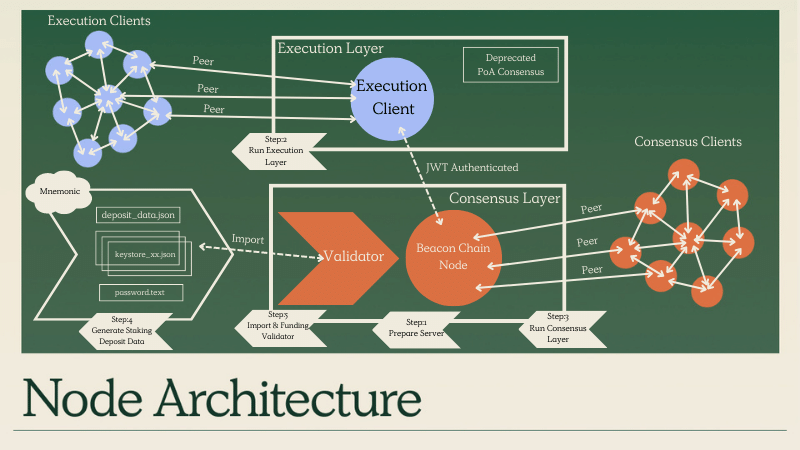 Execution Clients
Execution Layer
Deprecated
PoA Consensus
Peer
Peer
Peer
Execution
Client
Step:2
Run Execution
Layer
Consensus Clients
JWT Authenticated
Mnemonic
deposit_data.json
keystore_xx.json
password.text
Import
Consensus Layer
Validator
Beacon Chain
Node
Peer
Peer
Peer
Step:4
Generate Staking
Deposit Data
Step:5
Import & Funding
Validator
Step:1
Prepare Server
Step:3
Run Consensus
Layer
Node Architecture